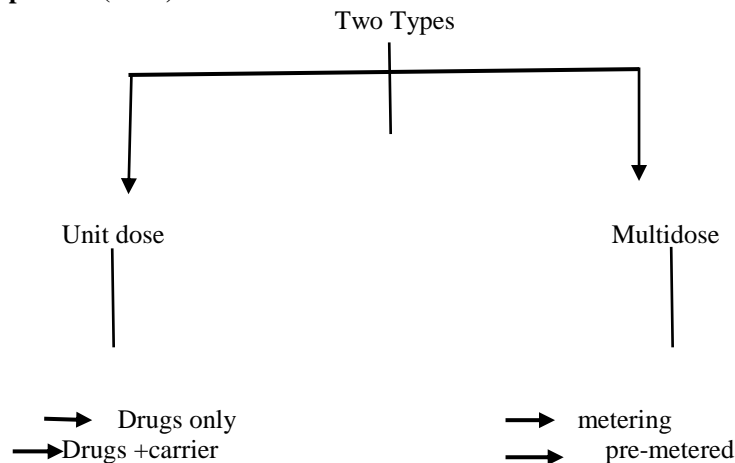 Two Types
Unit dose Multidose
Drugs only metering
Drugs +carrier pre-metered